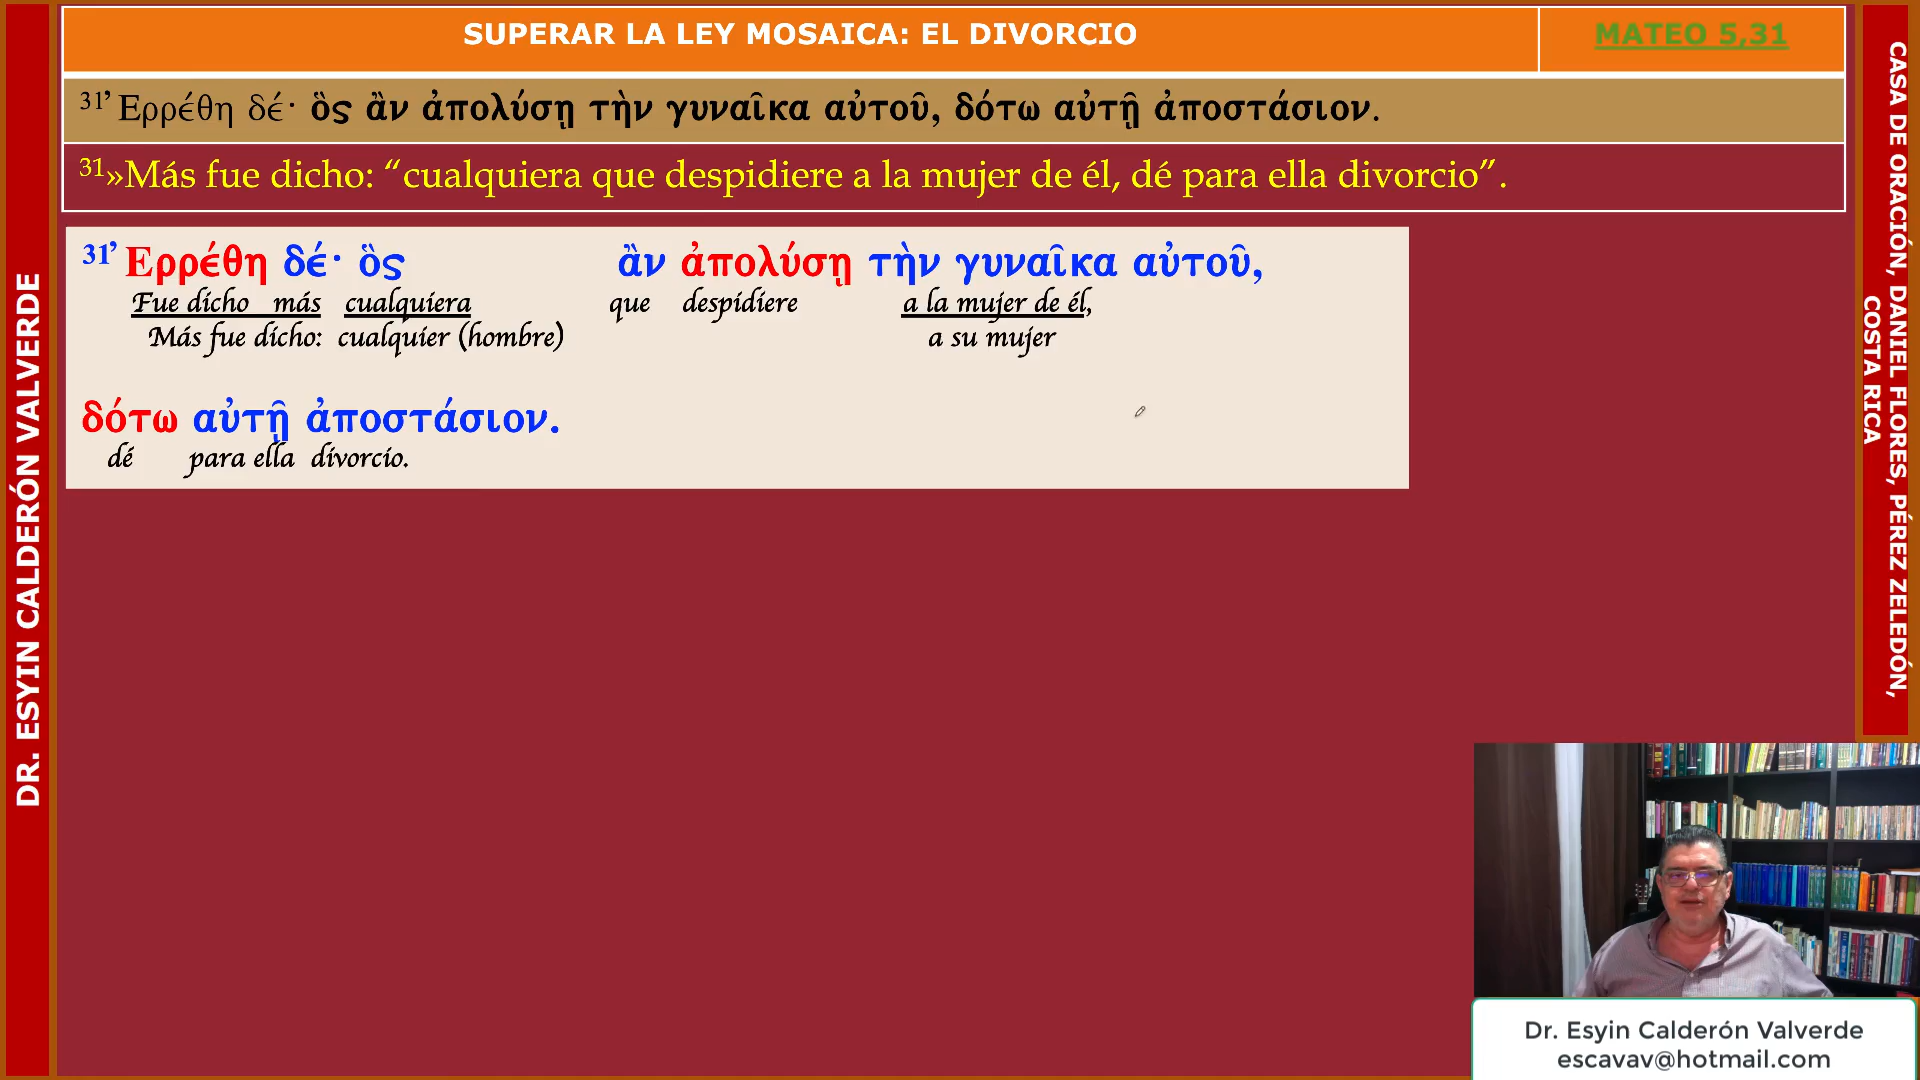 SUPERAR LA LEY MOSAICA: EL DIVORCIO
MATEO 5,31
31’Ερρέθη δέ· ὃς ἂν ἀπολύσῃ τὴν γυναῖκα αὐτοῦ, δότω αὐτῇ ἀποστάσιον.
31»Más fue dicho: “cualquiera que despidiere a la mujer de él, dé para ella divorcio”.
31’Ερρέθη δέ· ὃς ἂν ἀπολύσῃ τὴν γυναῖκα αὐτοῦ,
Fue dicho más cualquiera que despidiere a la mujer de él,
Más fue dicho: cualquier (hombre) a su mujer
δότω αὐτῇ ἀποστάσιον.
dé para ella divorcio.
DR. ESYIN CALDERÓN VALVERDE
CASA DE ORACIÓN, DANIEL FLORES, PÉREZ ZELEDÓN,
COSTA RICA
Dr. Esyin Calderón Valverde
escavav@hotmail.com